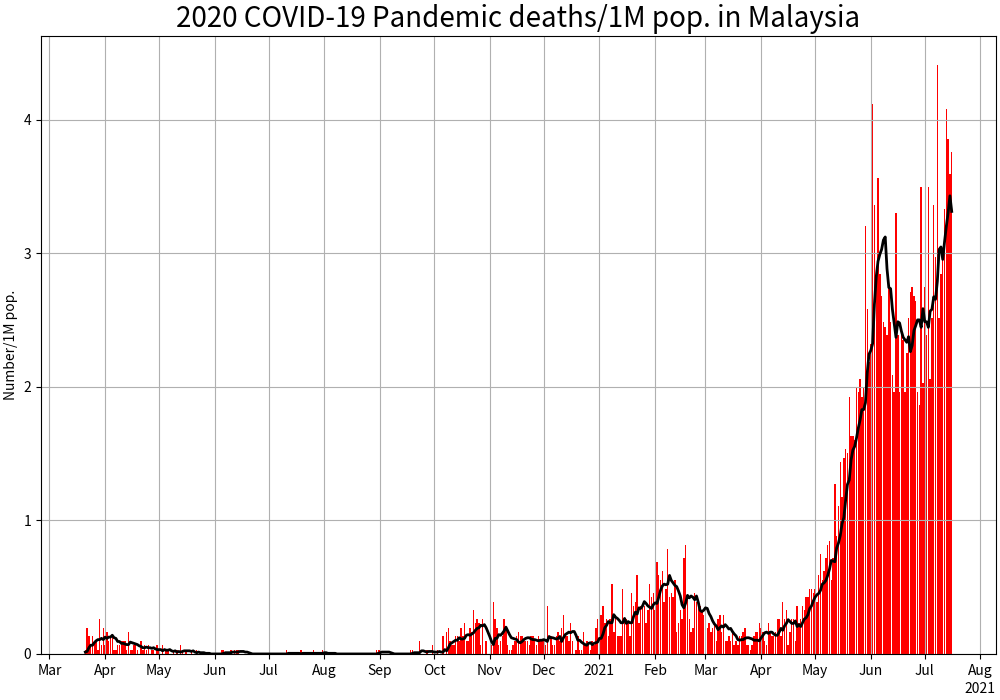 2020 COVID-19 Pandemic deaths/1M pop. in Malaysia
Number/1M pop.
4
3
2
1
0
Mar Apr May Jun Jul Aug Sep Oct Nov Dec 2021 Feb Mar Apr May Jun Jul Aug
2021